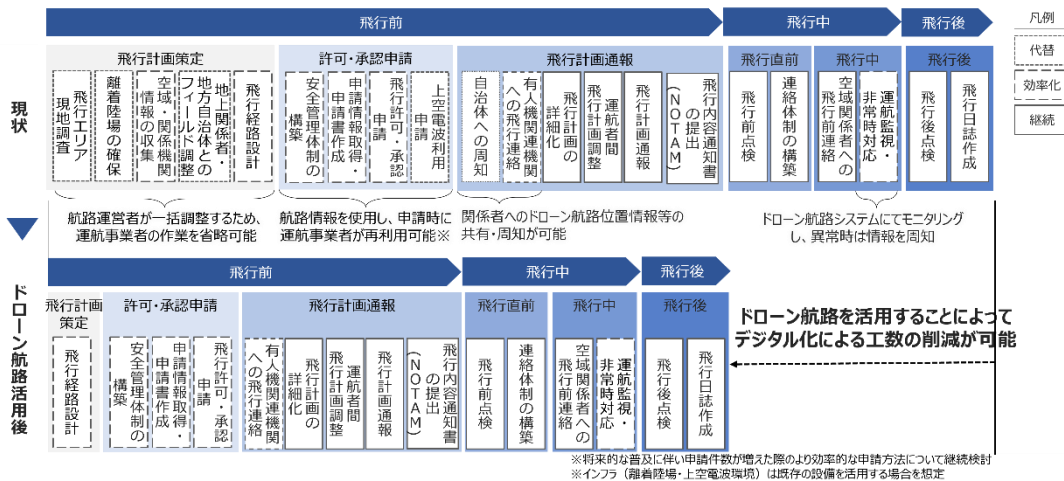 飛行前
飛行中
飛行後
凡例
代替
効率化
継続
現状
飛行計画策定
許可・承認申請
飛行計画通報
飛行直前
飛行中
飛行後
飛行エリア
現地調査
離着陸場の確保
空域・関係機関
情報の収集
地上関係者・
地方自治体との
フィールド調整
飛行経路設計
安全管理体制の
構築
申請情報取得・
申請書作成
飛行許可・承認
申請
上空電波利用
申請
自治体への周知
有人機関連機関
への飛行連絡
飛行計画の
詳細化
運航者間
飛行計画調整
飛行計画通報
飛行内容通知書
の提出
(NOTAM)
飛行前点検
連絡体制の構築
空域関係者への
飛行前連絡
運航監視・
非常時対応
飛行後点検
飛行日誌作成
航路運営者が一括調整するため、
運航事業者の作業を省略可能
航路情報を使用し、申請時に
運航事業者が再利用可能※
関係者へのドローン航路位置情報等の
共有・周知が可能
ドローン航路システムにてモニタリング
し、異常時は情報を周知
ドローン航路活用後
飛行前
飛行中
飛行後
飛行計画
策定
許可・承認申請
飛行計画通報
飛行直前
飛行中
飛行後
飛行経路設計
安全管理体制の
構築
申請情報取得・
申請書作成
飛行許可・承認
申請
有人機関連機関
への飛行連絡
飛行計画の
詳細化
運航者間
飛行計画調整
飛行計画通報
飛行内容通知書
の提出
(NOTAM)
飛行前点検
連絡体制の構築
空域関係者への
飛行前連絡
運航監視・
非常時対応
飛行後点検
飛行日誌作成
ドローン航路を活用することによって
デジタル化による工数の削減が可能
※将来的な普及に伴い申請件数が増えた際のより効率的な申請方法について継続検討
※インフラ（離着陸場・上空電波環境）は既存の設備を活用する場合を想定